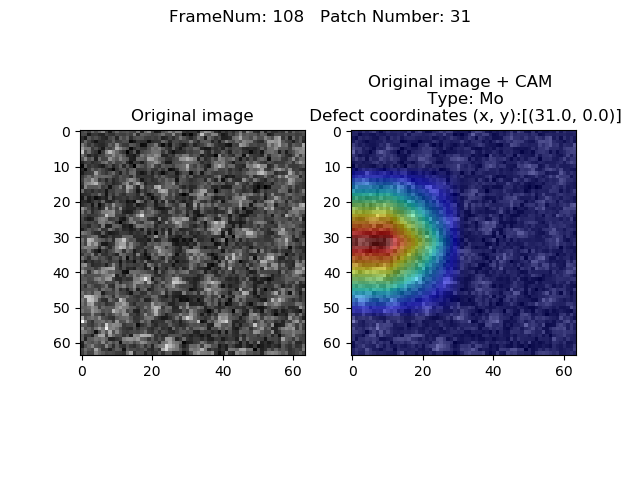 FrameNum: 108   Patch Number: 31
Original image
Original image + CAM
Type: Mo
Defect coordinates (x, y):[(31.0, 0.0)]
0
10
20
30
40
50
60
0 20 40 60
0
10
20
30
40
50
60
0 20 40 60